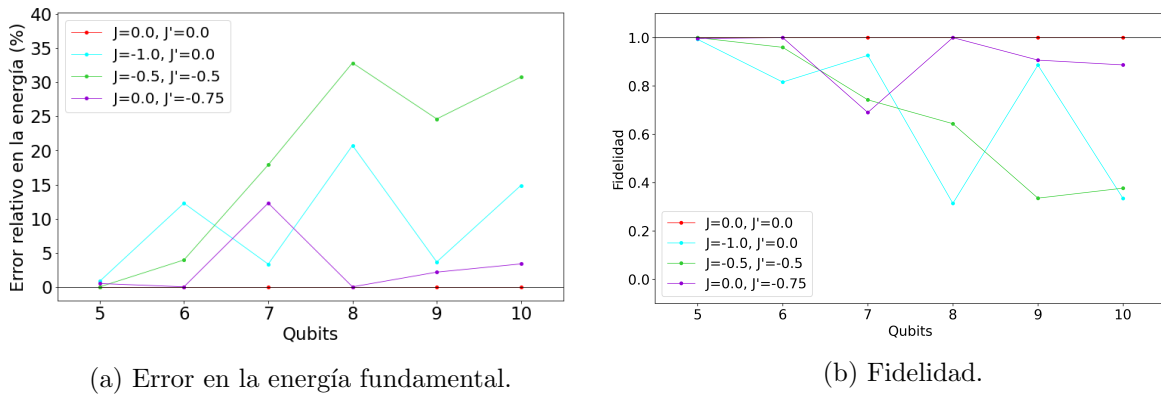 Error relativo en la energía (%)
40
35
30
25
20
15
10
5
0
J=0.0, J'=0.0
J=-1.0, J'=0.0
J=-0.5, J'=-0.5
J=0.0, J'=-0.75
5 6 7 8 9 10
Qubits
(a) Error en la energía fundamental.
Fidelidad
1.0
0.8
0.6
0.4
0.2
0.0
J=0.0, J'=0.0
J=-1.0, J'=0.0
J=-0.5, J'=-0.5
J=0.0, J'=-0.75
5 6 7 8 9 10
Qubits
(b) Fidelidad.